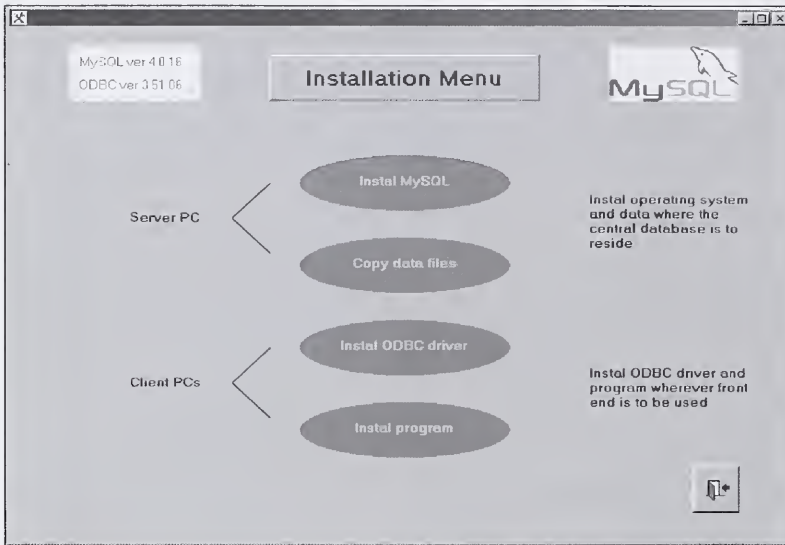 MySQL ver 4.0.16
ODBC ver 3.51.06
Installation Menu
MySQL
Server PC
Instal MySQL
Copy data files
Instal operating system
and data where the
central database is to
reside
Client PCs
Instal ODBC driver
Instal program
Instal ODBC driver and
program wherever front
end is to be used